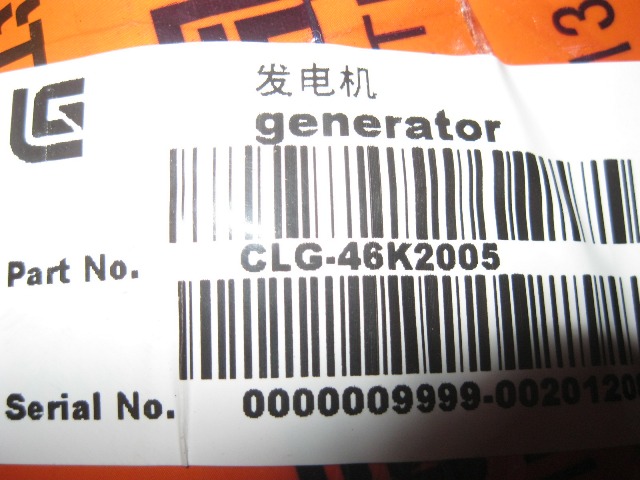 发电机
generator
Part No. CLG-46K2005
Serial No. 0000009999-0020120